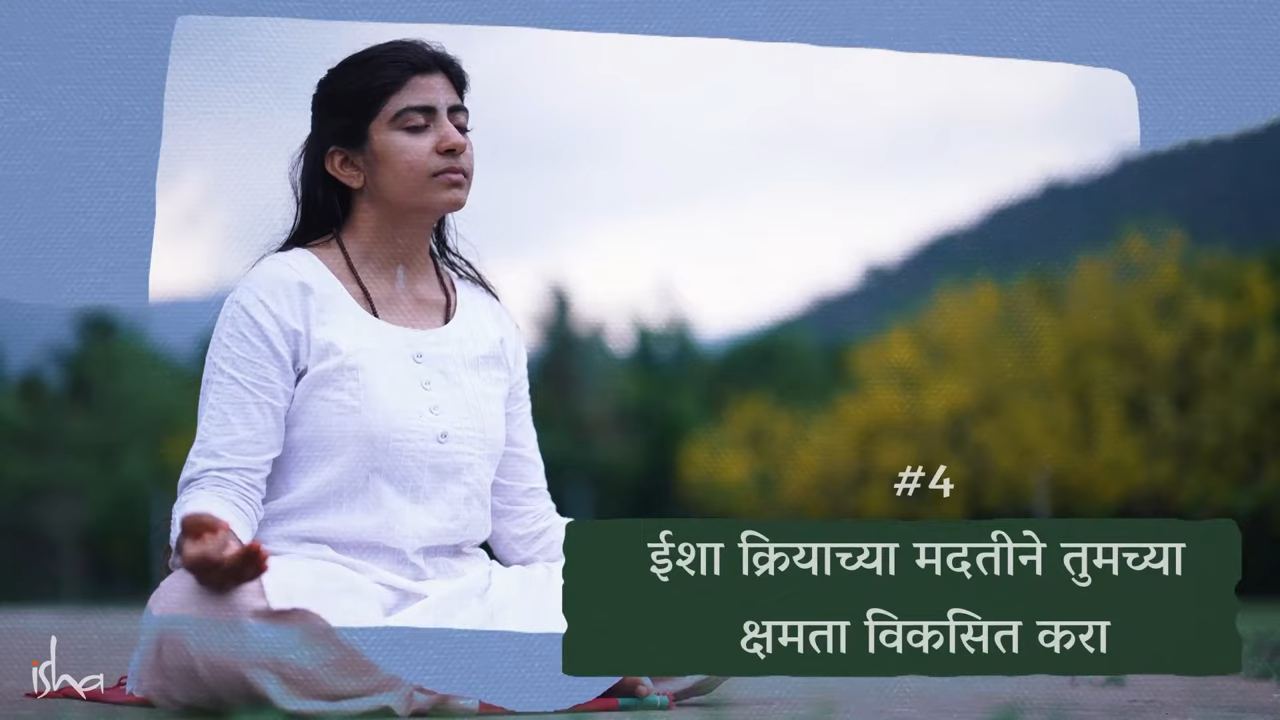 #4
ईशा क्रियाच्या मदतीने तुमच्या
क्षमता विकसित करा
isha